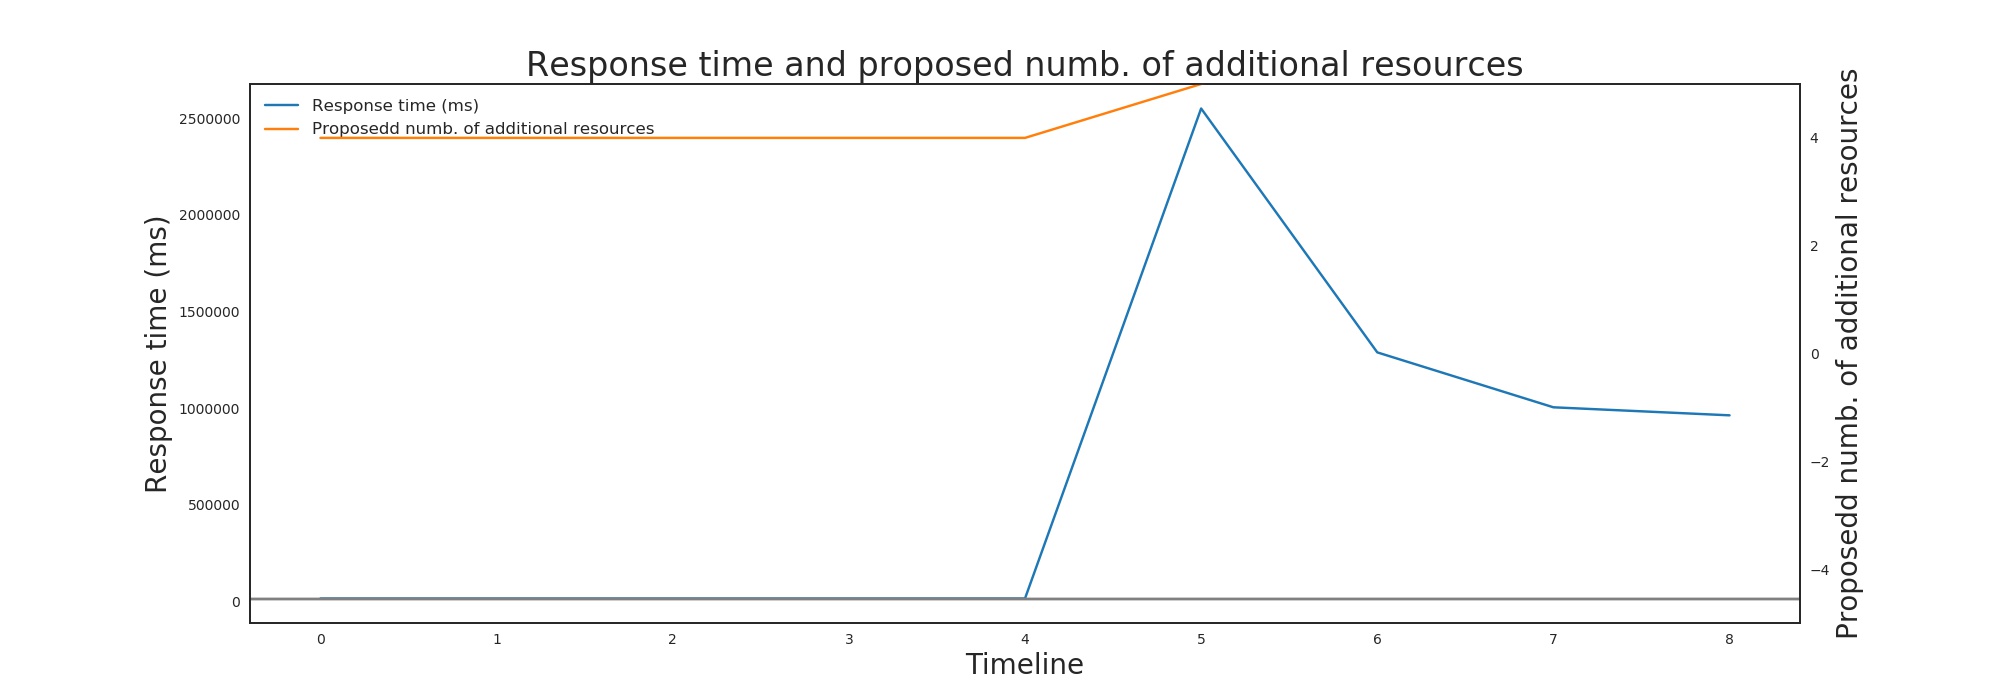 Response time and proposed numb. of additional resources
Response time (ms)
Proposedd numb. of additional resources
Response time (ms)
2500000
2000000
1500000
1000000
500000
0
4
2
0
−2
−4
Proposedd numb. of additional resources
0 1 2 3 4 5 6 7 8
Timeline